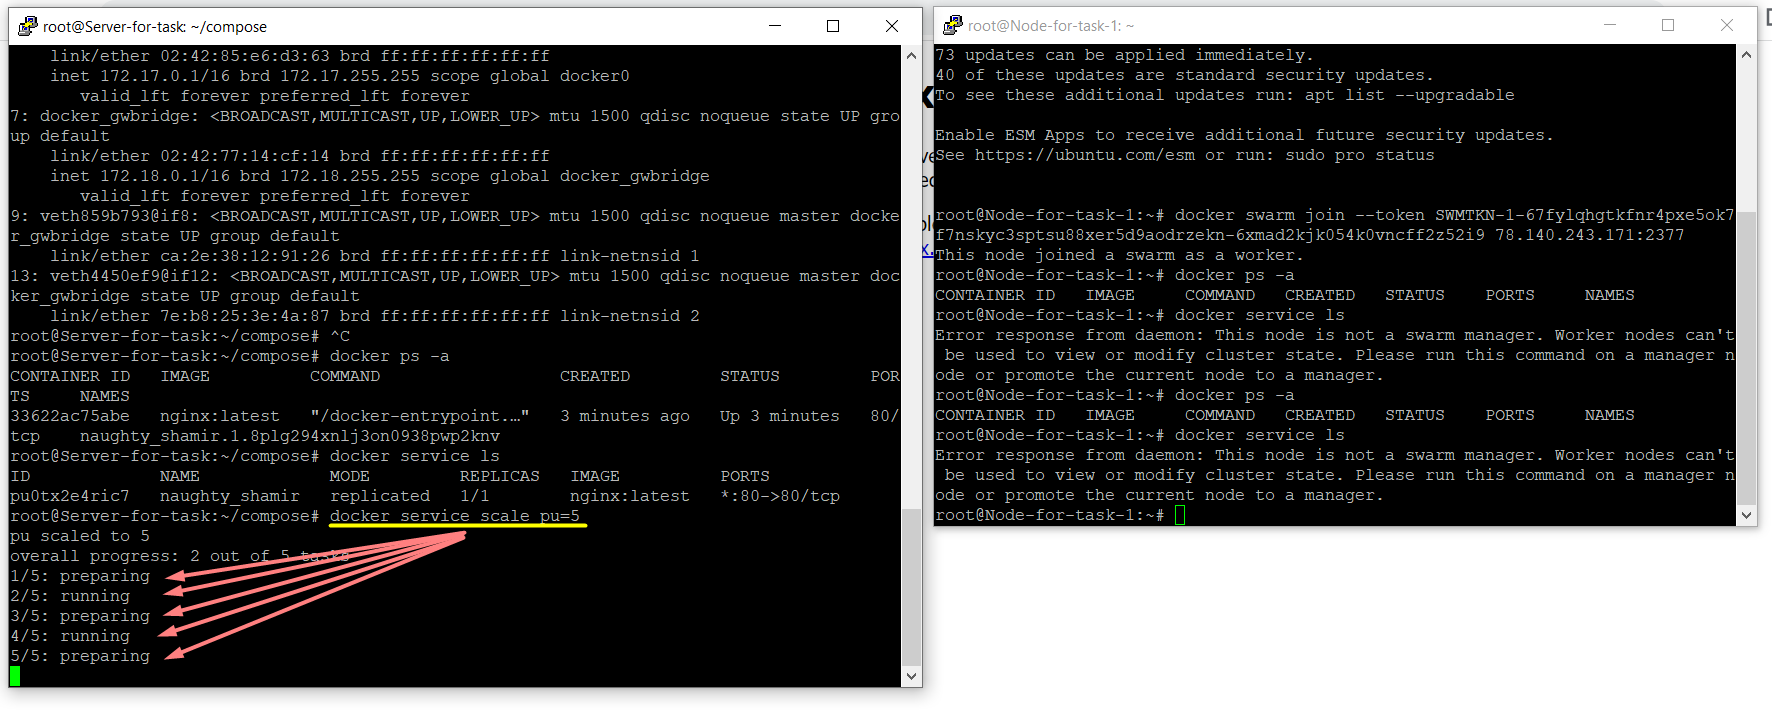 root@Server-for-task: ~/compose
    link/ether 02:42:85:e6:d3:63 brd ff:ff:ff:ff:ff:ff
    inet 172.17.0.1/16 brd 172.17.255.255 scope global docker0
       valid_lft forever preferred_lft forever
7: docker_gwbridge: <BROADCAST,MULTICAST,UP,LOWER_UP> mtu 1500 qdisc noqueue state UP gro
up default
    link/ether 02:42:77:14:cf:14 brd ff:ff:ff:ff:ff:ff
    inet 172.18.0.1/16 brd 172.18.255.255 scope global docker_gwbridge
       valid_lft forever preferred_lft forever
9: veth859b793@if8: <BROADCAST,MULTICAST,UP,LOWER_UP> mtu 1500 qdisc noqueue master docke
r_gwbridge state UP group default
    link/ether ca:2e:38:12:91:26 brd ff:ff:ff:ff:ff:ff link-netnsid 1
13: veth4450ef9@if12: <BROADCAST,MULTICAST,UP,LOWER_UP> mtu 1500 qdisc noqueue master doc
ker_gwbridge state UP group default
    link/ether 7e:b8:25:3e:4a:87 brd ff:ff:ff:ff:ff:ff link-netnsid 2
root@Server-for-task:~/compose# ^C
root@Server-for-task:~/compose# docker ps -a
CONTAINER ID   IMAGE          COMMAND                  CREATED         STATUS         POR
TS     NAMES
33622ac75abe   nginx:latest   "/docker-entrypoint.…"   3 minutes ago   Up 3 minutes   80/
tcp    naughty_shamir.1.8plg294xnlj3on0938pwp2knv
root@Server-for-task:~/compose# docker service ls
ID             NAME             MODE         REPLICAS   IMAGE          PORTS
pu0tx2e4ric7   naughty_shamir   replicated   1/1        nginx:latest   *:80->80/tcp
root@Server-for-task:~/compose# docker service scale pu=5
pu scaled to 5
overall progress: 2 out of 5 tasks
1/5: preparing
2/5: running
3/5: preparing
4/5: running
5/5: preparing
root@Node-for-task-1: ~
73 updates can be applied immediately.
40 of these updates are standard security updates.
To see these additional updates run: apt list --upgradable
Enable ESM Apps to receive additional future security updates.
See https://ubuntu.com/esm or run: sudo pro status
root@Node-for-task-1:~# docker swarm join --token SWMTKN-1-67fylqhgtkfnr4pxe5ok7
f7nskyc3sptsu88xer5d9aodrzekn-6xmad2kjk054k0vncff2z52i9 78.140.243.171:2377
This node joined a swarm as a worker.
root@Node-for-task-1:~# docker ps -a
CONTAINER ID   IMAGE     COMMAND   CREATED   STATUS    PORTS     NAMES
root@Node-for-task-1:~# docker service ls
Error response from daemon: This node is not a swarm manager. Worker nodes can't
 be used to view or modify cluster state. Please run this command on a manager n
ode or promote the current node to a manager.
root@Node-for-task-1:~# docker ps -a
CONTAINER ID   IMAGE     COMMAND   CREATED   STATUS    PORTS     NAMES
root@Node-for-task-1:~# docker service ls
Error response from daemon: This node is not a swarm manager. Worker nodes can't
 be used to view or modify cluster state. Please run this command on a manager n
ode or promote the current node to a manager.
root@Node-for-task-1:~#